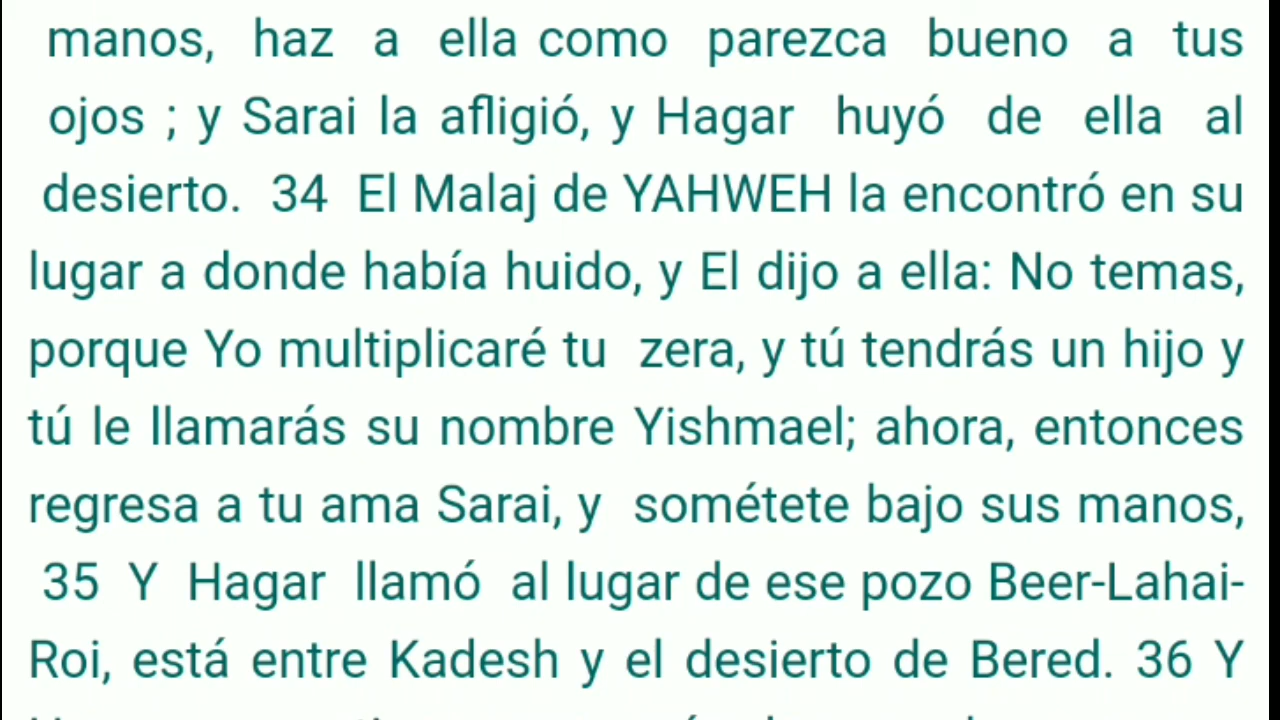 manos, haz a ella como parezca bueno a tus
ojos ; y Sarai la afligió, y Hagar huyó de ella al
desierto. 34 El Malaj de YAHWEH la encontró en su
lugar a donde había huido, y El dijo a ella: No temas,
porque Yo multiplicaré tu zera, y tú tendrás un hijo y
tú le llamarás su nombre Yishmael; ahora, entonces
regresa a tu ama Sarai, y sométete bajo sus manos,
35 Y Hagar llamó al lugar de ese pozo Beer-Lahai-
Roi, está entre Kadesh y el desierto de Bered. 36 Y